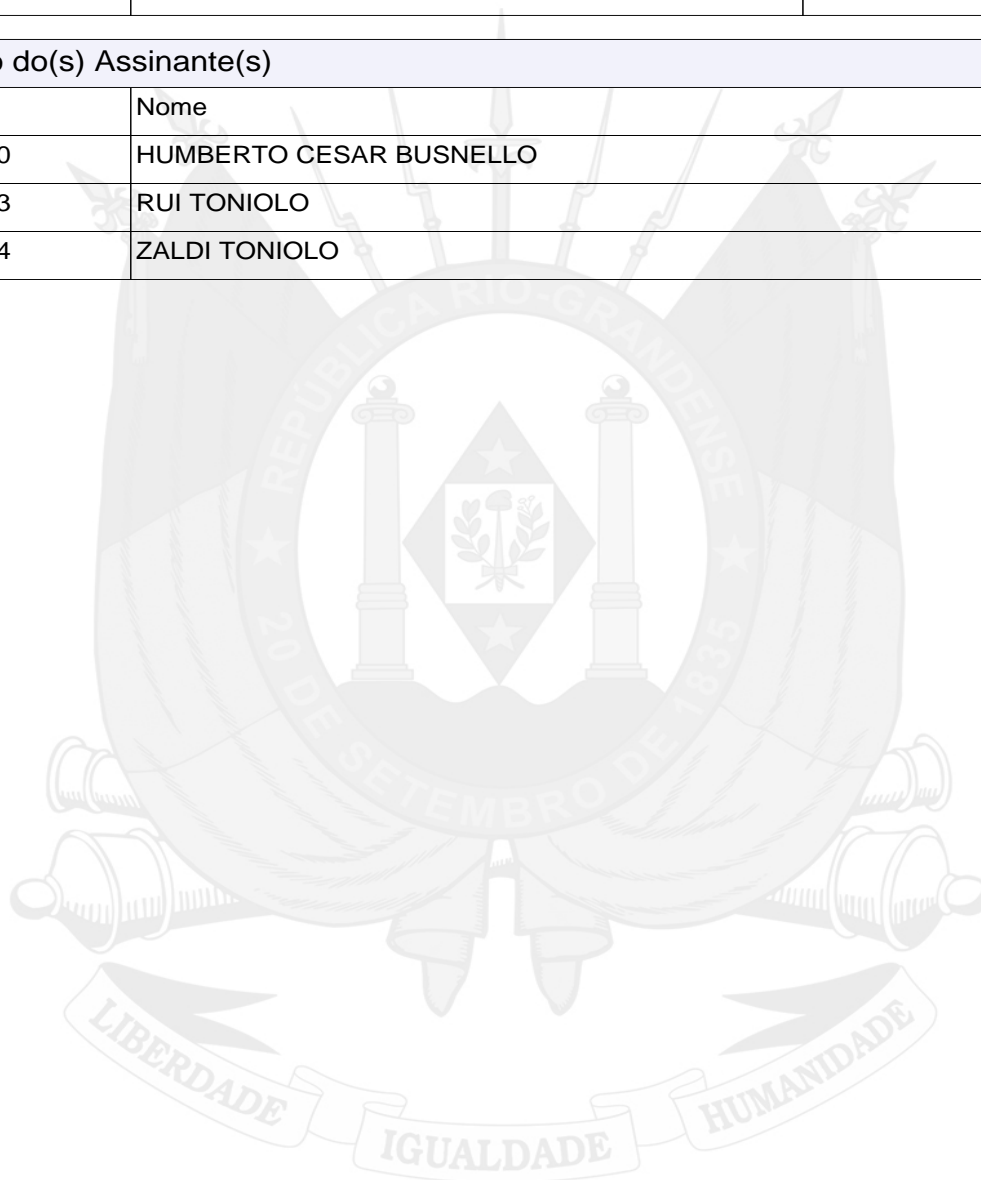 o do(s) Assinante(s)
Nome
0 HUMBERTO CESAR BUSNELLO
3 RUI TONIOLO
4 ZALDI TONIOLO
REPÚBLICA RIO-GRANDENSE
20 DE SETEMBRO DE 1835
LIBERDADE IGUALDADE HUMANIDADE